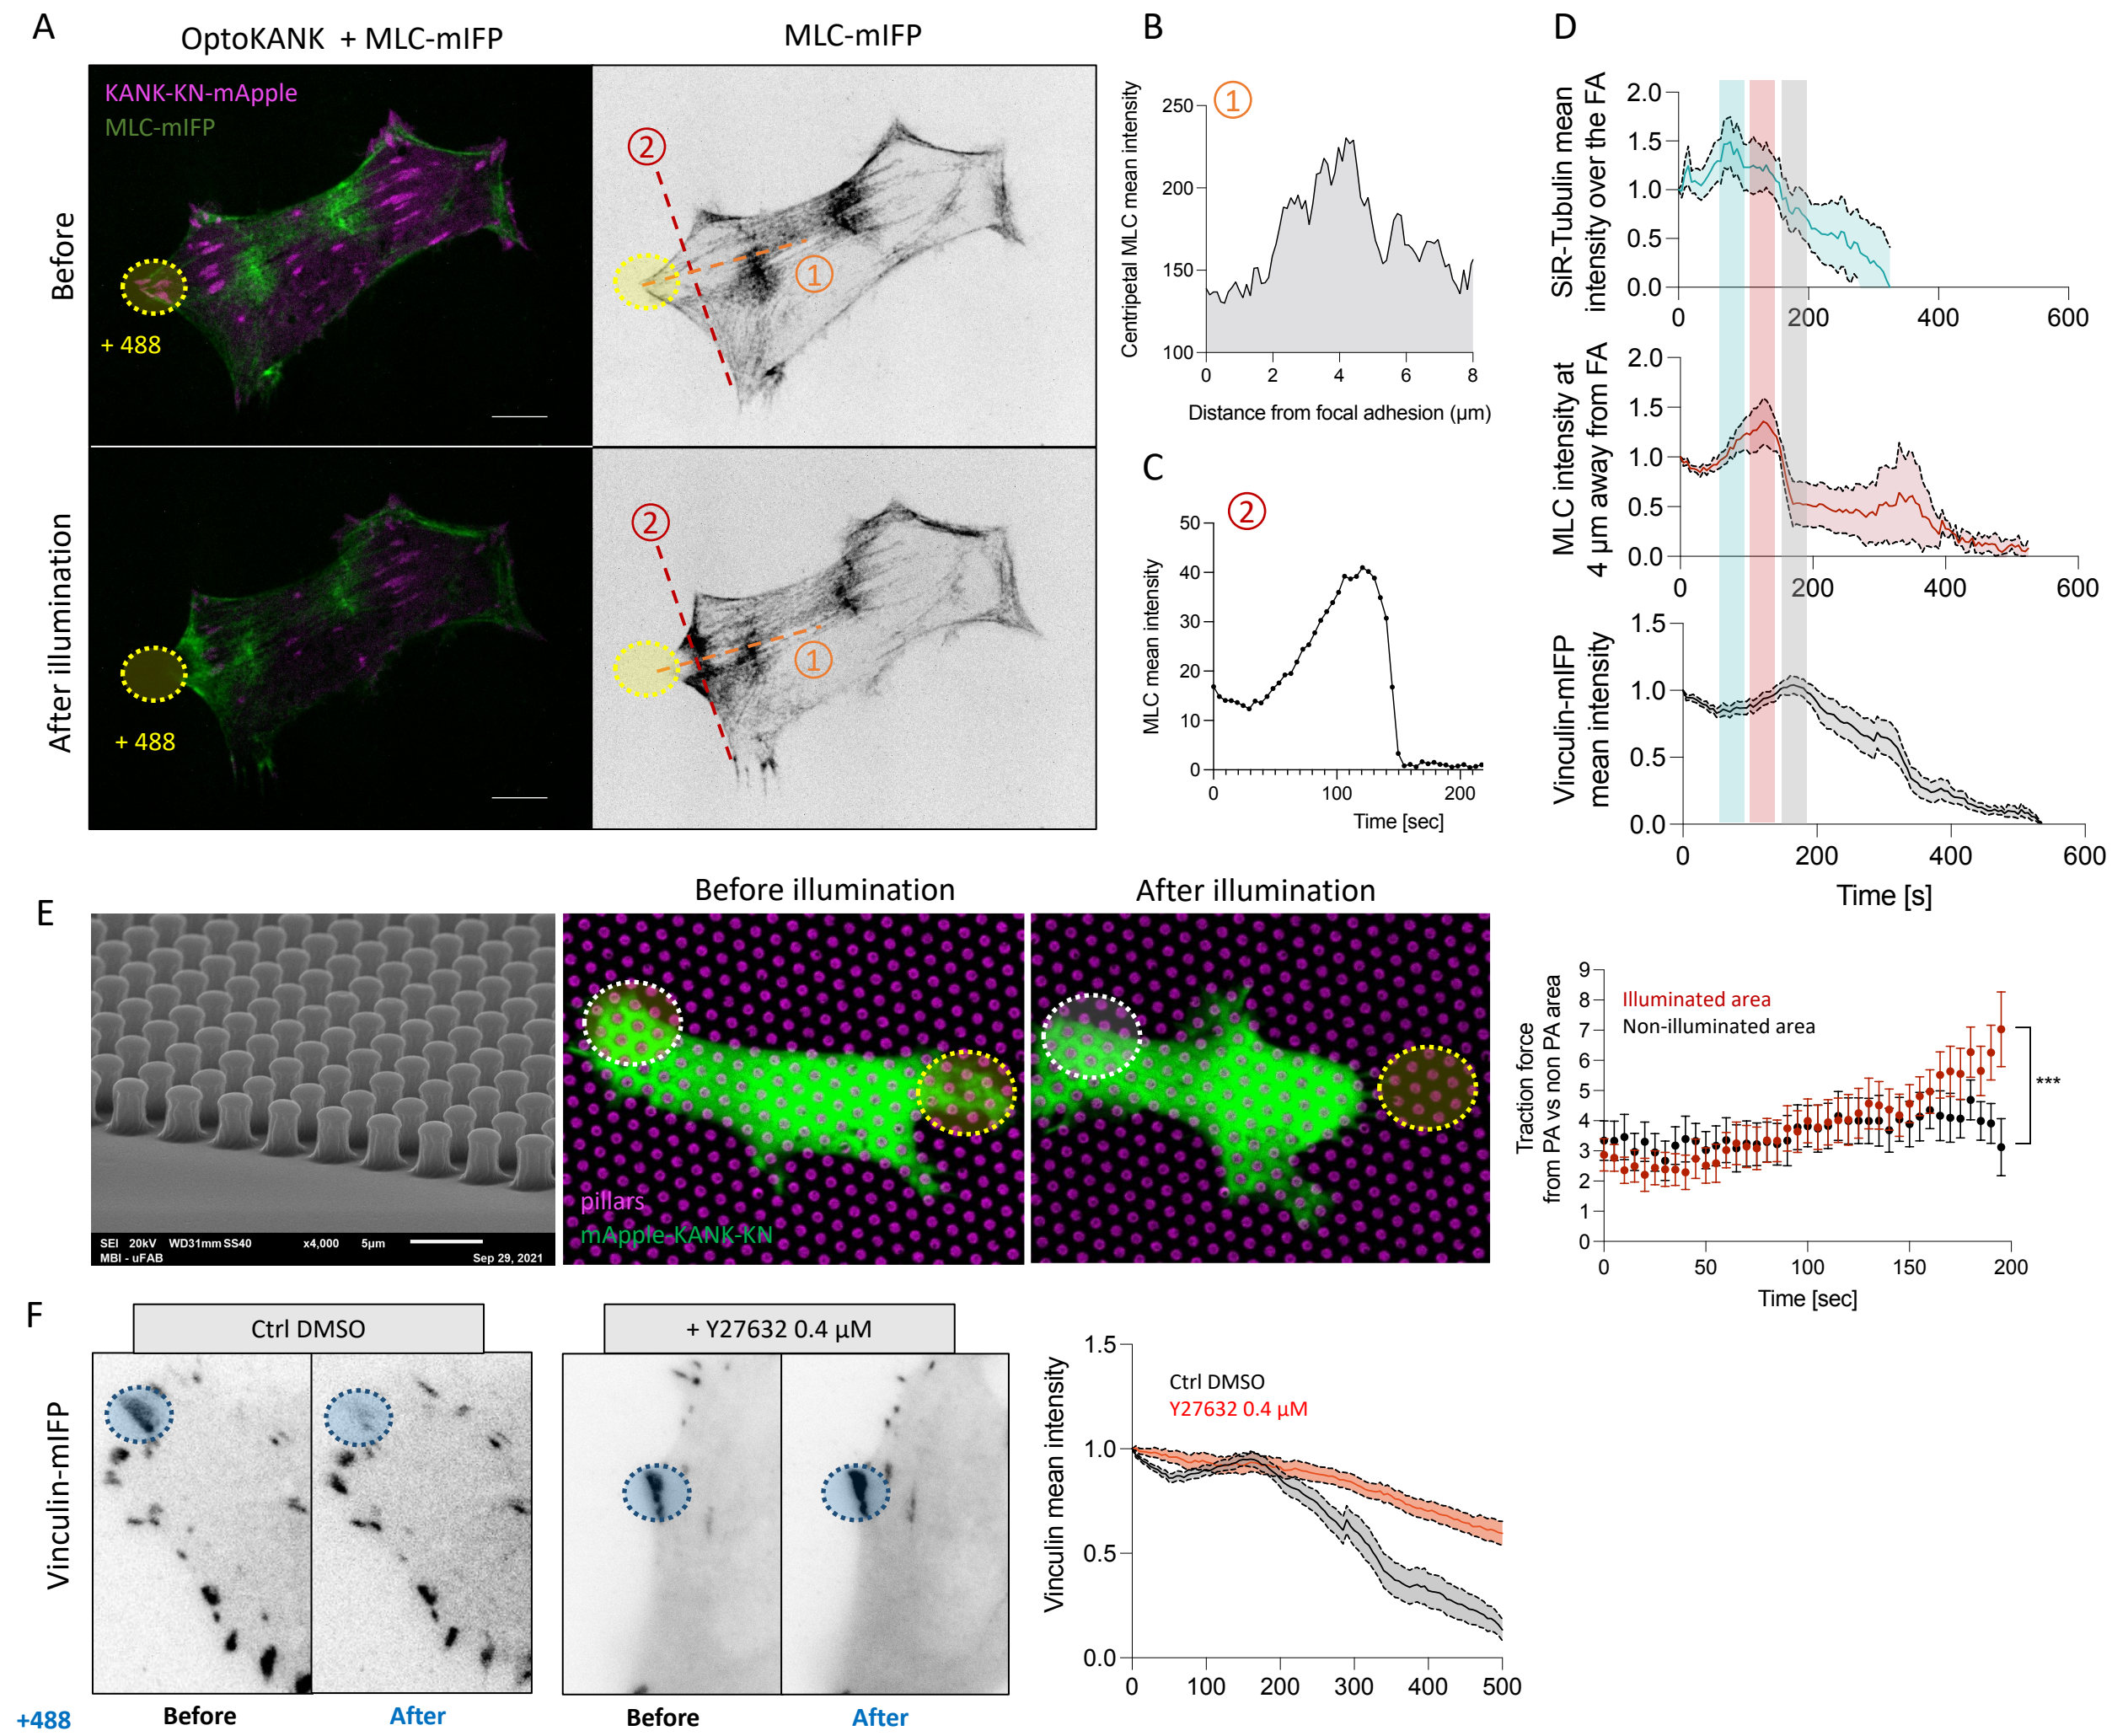 A
OptoKANK + MLC-mIFP
MLC-mIFP
Before
KANK-KN-mApple
MLC-mIFP
+ 488
2
1
After illumination
+ 488
2
1
B
1
Centripetal MLC mean intensity
250
200
150
100
0 2 4 6 8
Distance from focal adhesion (µm)
C
2
MLC mean intensity
50
40
30
20
10
0
0 100 200
Time [sec]
D
SiR-Tubulin mean
intensity over the FA
2.0
1.5
1.0
0.5
0.0
0 200 400 600
MLC intensity at
4 µm away from FA
2.0
1.5
1.0
0.5
0.0
0 200 400 600
Vinculin-mIFP
mean intensity
1.5
1.0
0.5
0.0
0 200 400 600
Time [s]
E
SEI 20kV WD31mm SS40 x4,000 5µm
MBI - uFAB Sep 29, 2021
Before illumination
pillars
mApple-KANK-KN
After illumination
Traction force
from PA vs non PA area
9
8
7
6
5
4
3
2
1
0
Illuminated area
Non-illuminated area
***
0 50 100 150 200
Time [sec]
F
Vinculin-mIFP
Ctrl DMSO
+ Y27632 0.4 µM
+488
Before
After
Before
After
Vinculin mean intensity
1.5
1.0
0.5
0.0
Ctrl DMSO
Y27632 0.4 µM
0 100 200 300 400 500